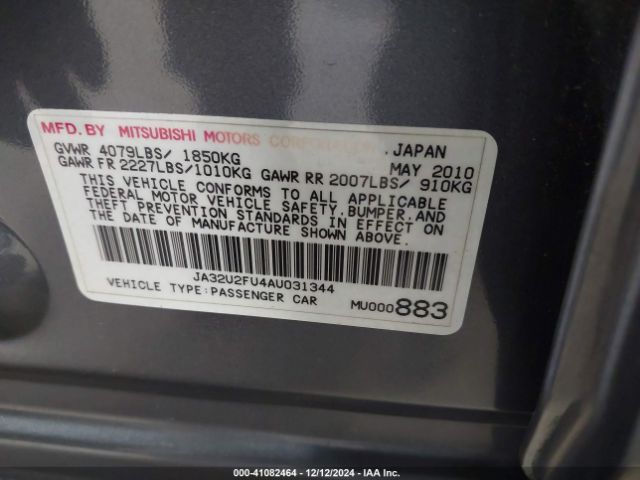 MFD. BY MITSUBISHI MOTORS CORPORATION, JAPAN
GVWR 4079LBS/ 1850KG MAY 2010
GAWR FR 2227LBS/1010KG GAWR RR 2007LBS/ 910KG
THIS VEHICLE CONFORMS TO ALL APPLICABLE
FEDERAL MOTOR VEHICLE SAFETY, BUMPER, AND
THEFT PREVENTION STANDARDS IN EFFECT ON
THE DATE OF MANUFACTURE SHOWN ABOVE.
JA32U2FU4AU031344
VEHICLE TYPE:PASSENGER CAR
MU000883
000-41082464 - 12/12/2024 - IAA Inc.